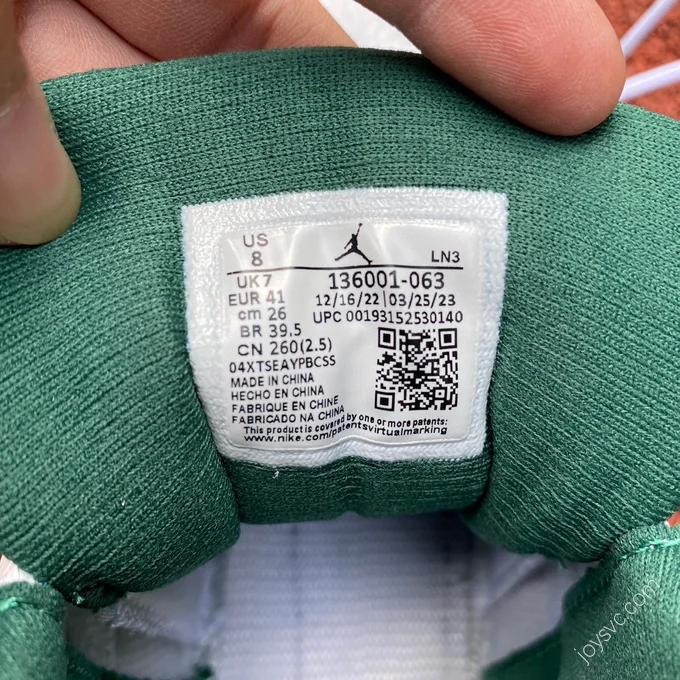 US
8
LN3
UK7
136001-063
EUR 41
12/16/22 | 03/25/23
cm 26
UPC 00193152530140
BR 39.5
CN 260(2.5)
04XTSEAYPBCSS
MADE IN CHINA
HECHO EN CHINA
FABRIQUE EN CHINE
FABRICADO NA CHINA
This product is covered by one or more patents:
www.nike.com/patentsvirtualmarking
joysvc.com